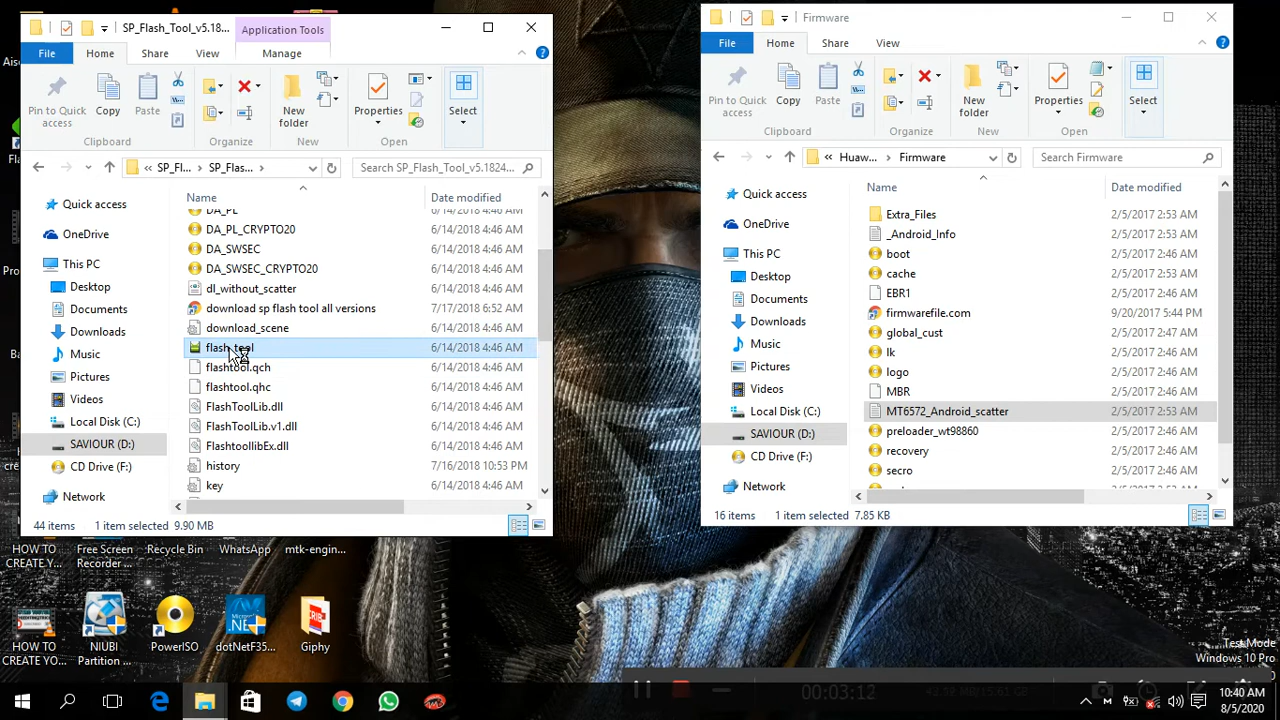 SP_Flash_Tool_v5.18...
Application Tools
File
Home
Share
View
Manage
Pin to Quick access
Copy
Paste
New folder
Properties
Select
Clipboard
Organize
New
Open
SP_Fl...
SP_Flas...
Search SP_Flash_Tool_v5.1824...
Name
Date modified
Quick access
OneDrive
This PC
Desktop
Documents
Downloads
Music
Pictures
Videos
Local Disk (C:)
SAVIOUR (D:)
CD Drive (F:)
Network
DA_PL 6/14/2018 4:46 AM
DA_PL_CRYPTO20 6/14/2018 4:46 AM
DA_SWSEC 6/14/2018 4:46 AM
DA_SWSEC_CRYPTO20 6/14/2018 4:46 AM
dl_without_scatter 6/14/2018 4:46 AM
download sp flash tool all versions 7/17/2018 6:52 AM
download_scene 6/14/2018 4:46 AM
flash_tool 6/14/2018 4:46 AM
flashtool.qch 6/14/2018 4:46 AM
flashtool.qhc 6/14/2018 4:46 AM
FlashToolLib.dll 6/14/2018 4:46 AM
FlashToolLib.v1.dll 6/14/2018 4:46 AM
FlashtoollibEx.dll 6/14/2018 4:46 AM
history 7/16/2018 10:53 PM
key 6/14/2018 4:46 AM
44 items 1 item selected 9.90 MB
Firmware
File
Home
Share
View
Pin to Quick access
Copy
Paste
New folder
Properties
Select
Clipboard
Organize
New
Open
Huaw...
Firmware
Search Firmware
Name
Date modified
Quick access
OneDrive
This PC
Desktop
Documents
Downloads
Music
Pictures
Videos
Local Disk (C:)
SAVIOUR (D:)
CD Drive (F:)
Network
Extra_Files 2/5/2017 2:53 AM
_Android_Info 2/5/2017 2:53 AM
boot 2/5/2017 2:46 AM
cache 2/5/2017 2:53 AM
EBR1 2/5/2017 2:46 AM
firmwarefile.com 9/20/2017 5:44 PM
global_cust 2/5/2017 2:47 AM
lk 2/5/2017 2:46 AM
logo 2/5/2017 2:46 AM
MBR 2/5/2017 2:46 AM
MT6572_Android_scatter 2/5/2017 2:53 AM
preloader_wt98860 2/5/2017 2:46 AM
recovery 2/5/2017 2:46 AM
secro 2/5/2017 2:46 AM
16 items 1 item selected 7.85 KB
HOW TO CREATE Y...
Free Screen Recorder ...
Recycle Bin
WhatsApp
mtk-engin...
HOW TO CREATE YO...
NIUBI Partition ...
PowerISO
Microsoft .NET
dotNetF35...
CRIB
Giphy
Test Mode
Windows 10 Pro
00:03:12
10:40 AM
8/5/2020